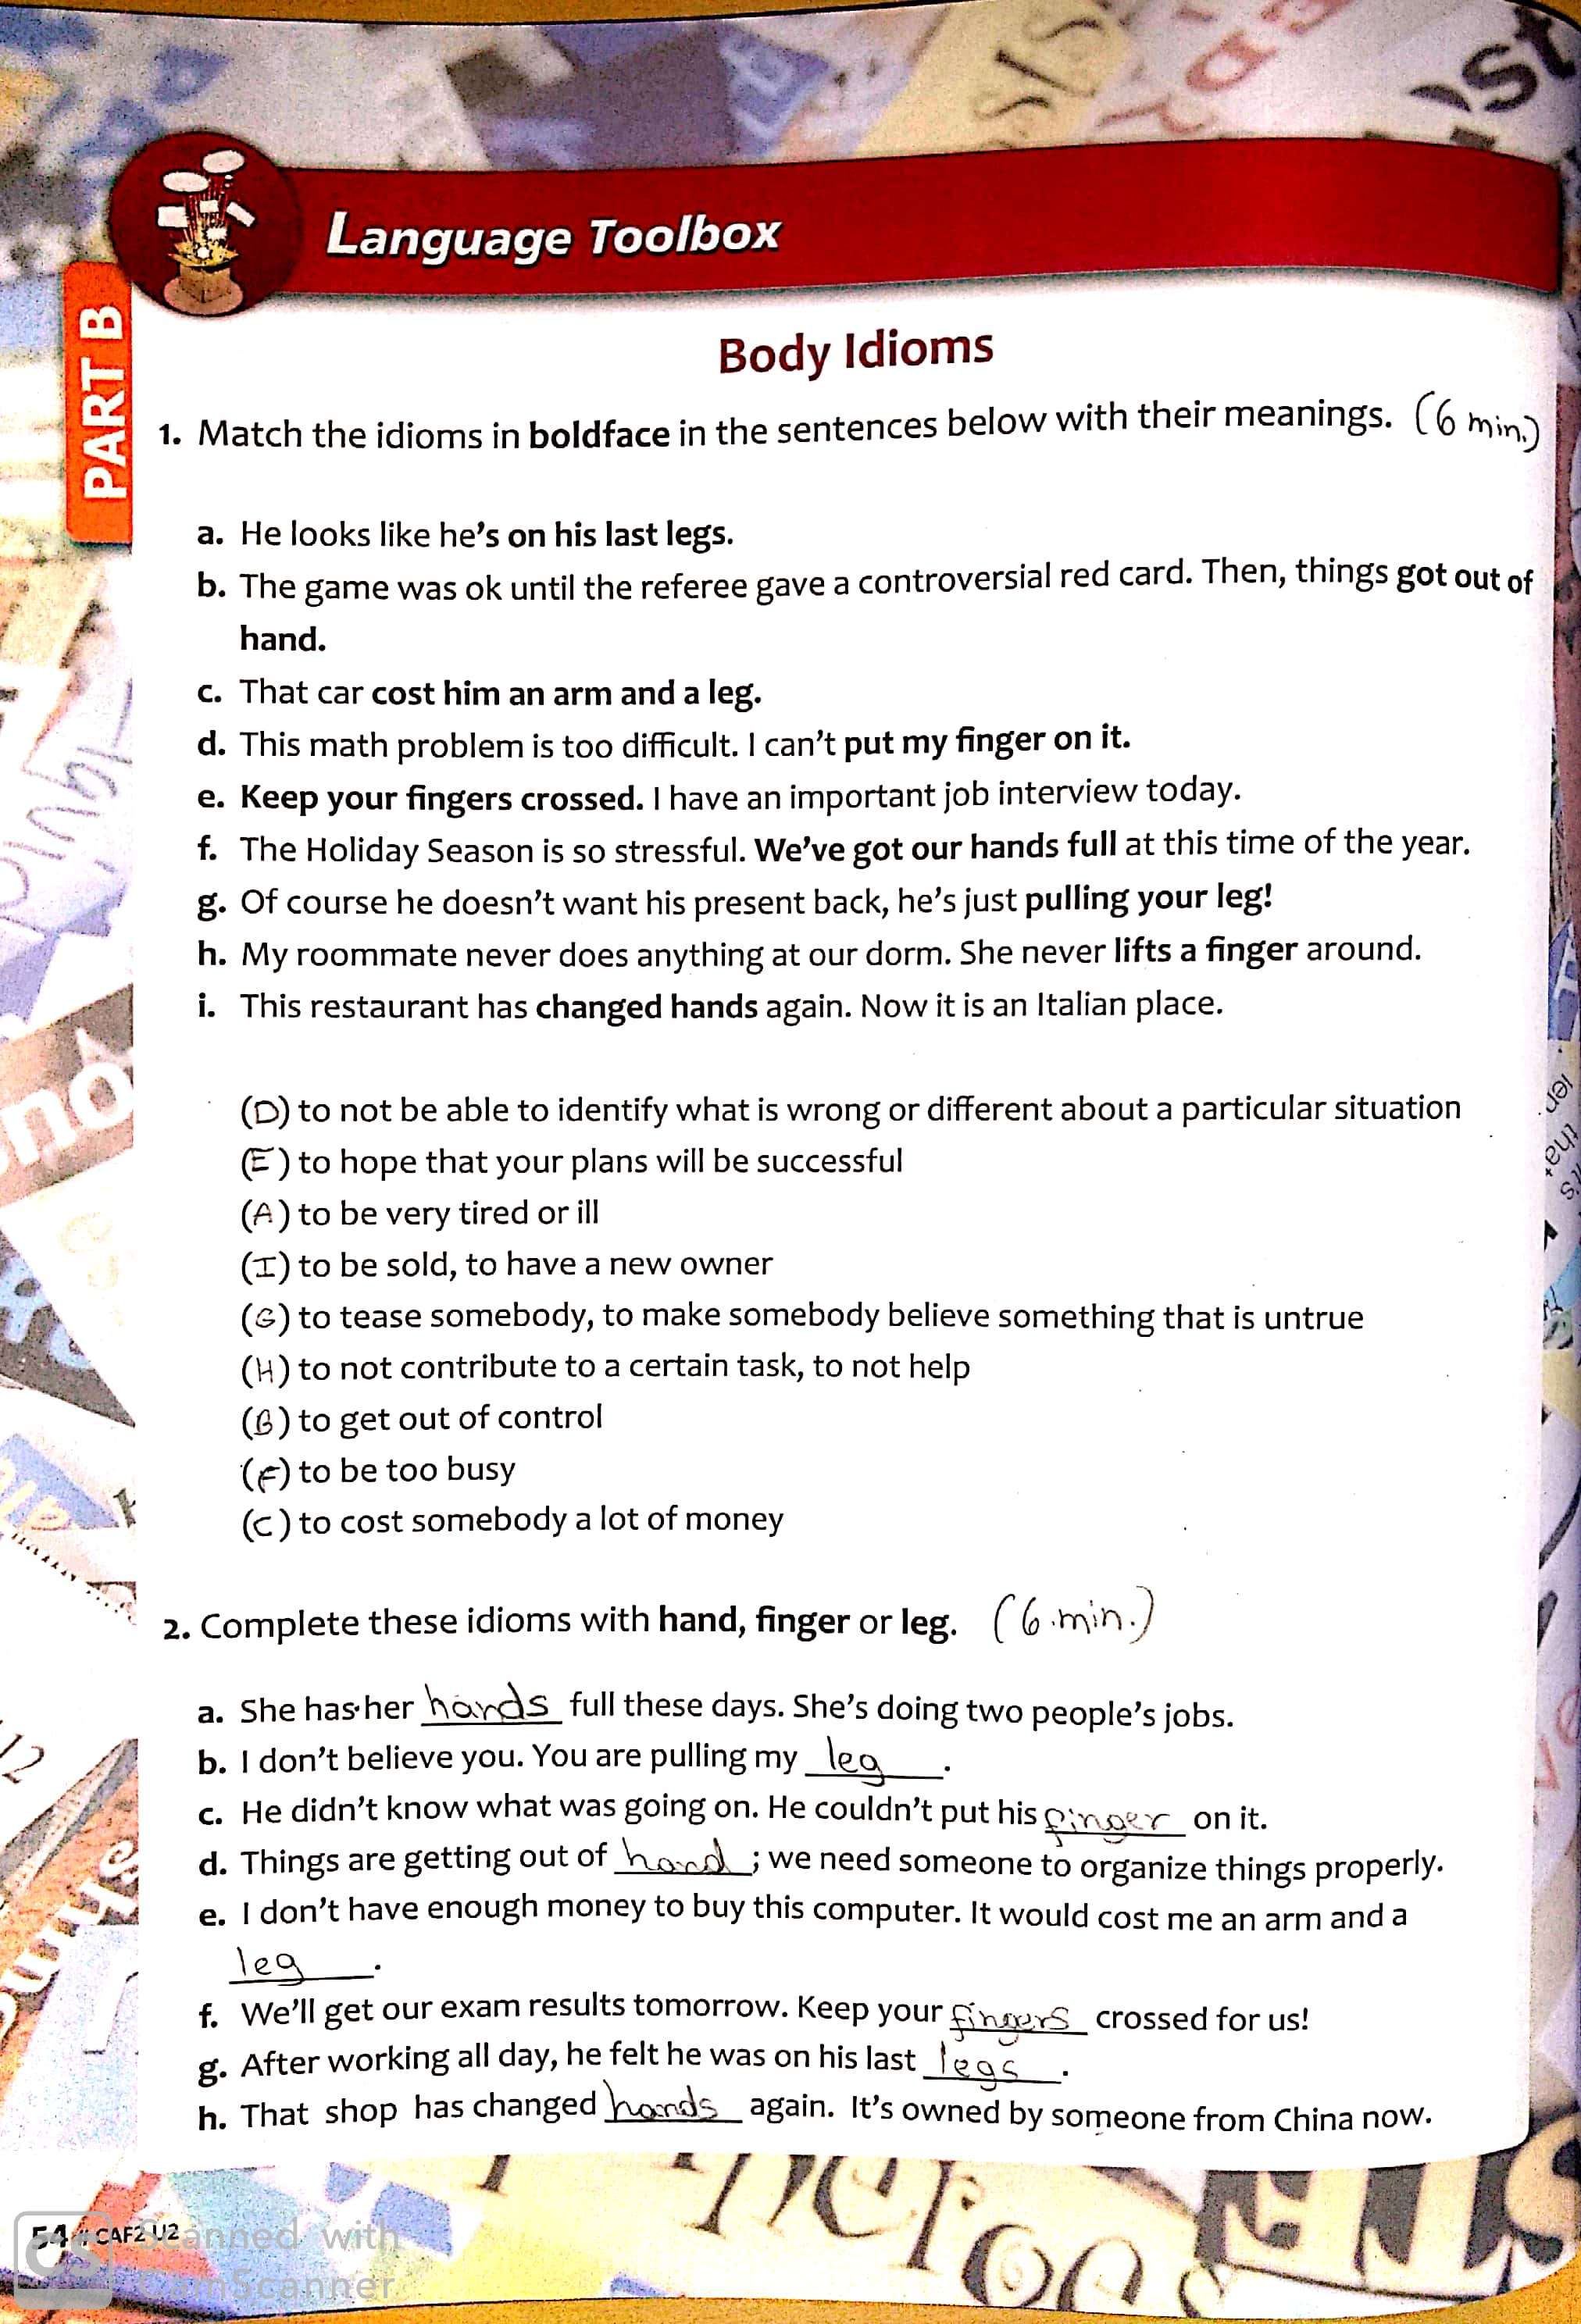 Language Toolbox
PART B
Body Idioms
1. Match the idioms in boldface in the sentences below with their meanings. (6 min.)
a. He looks like he's on his last legs.
b. The game was ok until the referee gave a controversial red card. Then, things got out of
hand.
c. That car cost him an arm and a leg.
d. This math problem is too difficult. I can't put my finger on it.
e. Keep your fingers crossed. I have an important job interview today.
f. The Holiday Season is so stressful. We've got our hands full at this time of the year.
g. Of course he doesn't want his present back, he's just pulling your leg!
h. My roommate never does anything at our dorm. She never lifts a finger around.
i. This restaurant has changed hands again. Now it is an Italian place.
(D) to not be able to identify what is wrong or different about a particular situation
(E) to hope that your plans will be successful
(A) to be very tired or ill
(I) to be sold, to have a new owner
(G) to tease somebody, to make somebody believe something that is untrue
(H) to not contribute to a certain task, to not help
(B) to get out of control
(F) to be too busy
(C) to cost somebody a lot of money
2. Complete these idioms with hand, finger or leg. (6 min.)
a. She has her hands full these days. She's doing two people's jobs.
b. I don't believe you. You are pulling my leg.
c. He didn't know what was going on. He couldn't put his finger on it.
d. Things are getting out of hand; we need someone to organize things properly.
e. I don't have enough money to buy this computer. It would cost me an arm and a
leg.
f. We'll get our exam results tomorrow. Keep your fingers crossed for us!
g. After working all day, he felt he was on his last legs.
h. That shop has changed hands again. It's owned by someone from China now.
54 // CAF2 U2
CS Scanned with
CamScanner